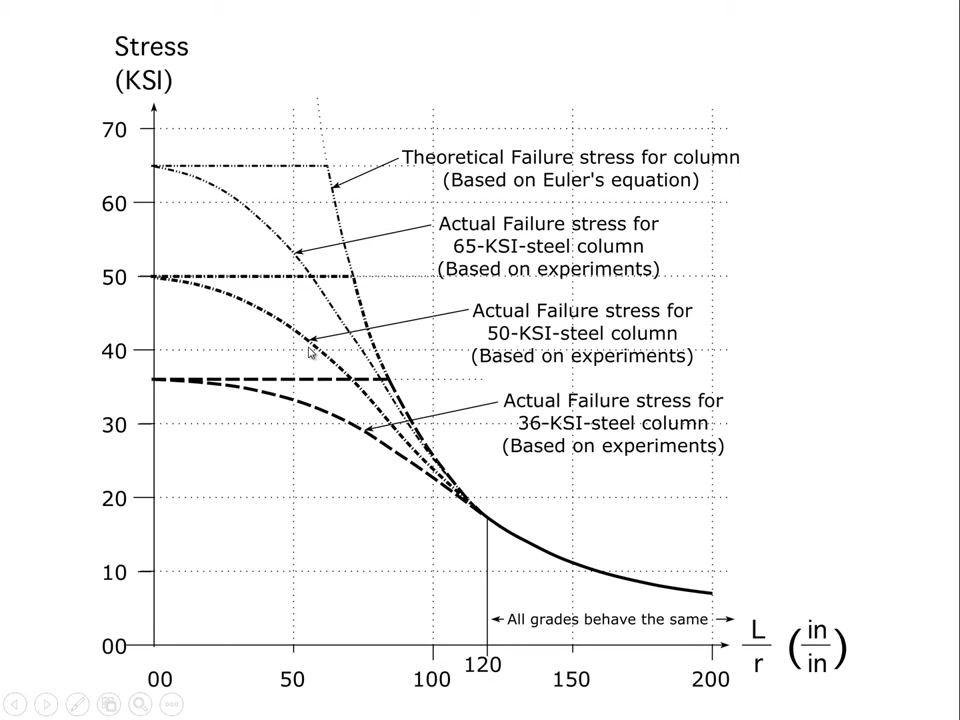 Stress
(KSI)
70
60
50
40
30
20
10
00
Theoretical Failure stress for column
(Based on Euler's equation)
Actual Failure stress for
65-KSI-steel column
(Based on experiments)
Actual Failure stress for
50-KSI-steel column
(Based on experiments)
Actual Failure stress for
36-KSI-steel column
(Based on experiments)
All grades behave the same
00
50
100
120
150
200
L
r
(in
in)